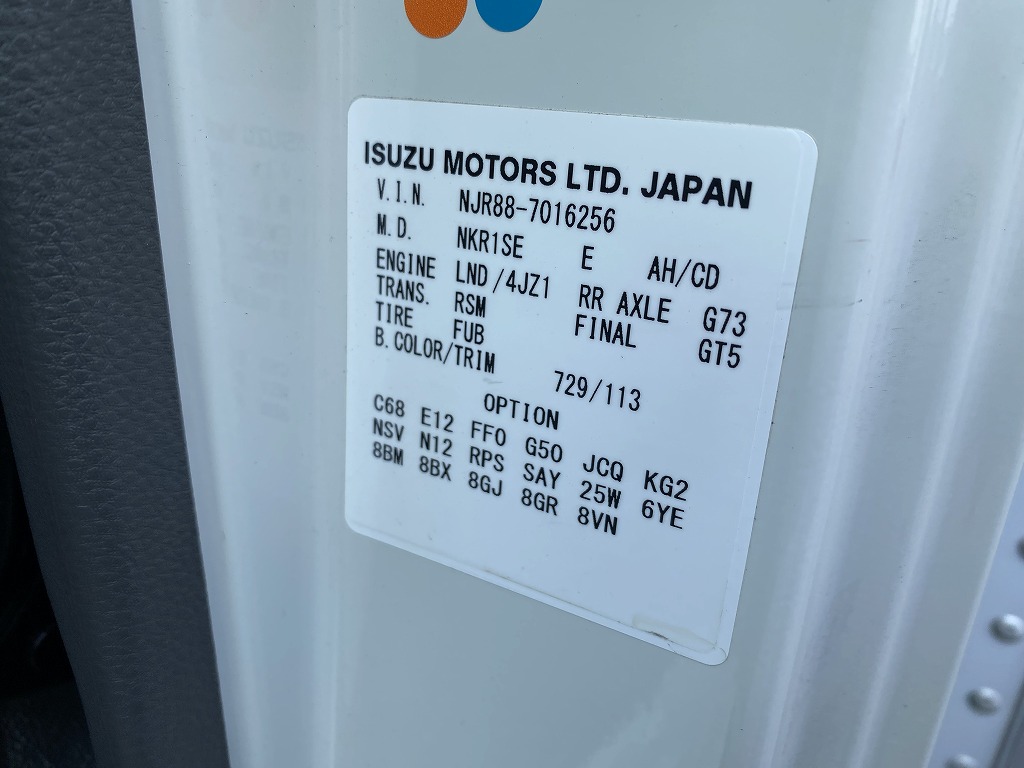 ISUZU MOTORS LTD. JAPAN
V.I.N. NJR88-7016256
M.D. NKR1SE E AH/CD
ENGINE LND/4JZ1 RR AXLE G73
TRANS. RSM FINAL GT5
TIRE FUB
B.COLOR/TRIM 729/113
OPTION
C68 E12 FFO G50 JCQ KG2
NSV N12 RPS SAY 25W 6YE
8BM 8BX 8GJ 8GR 8VN